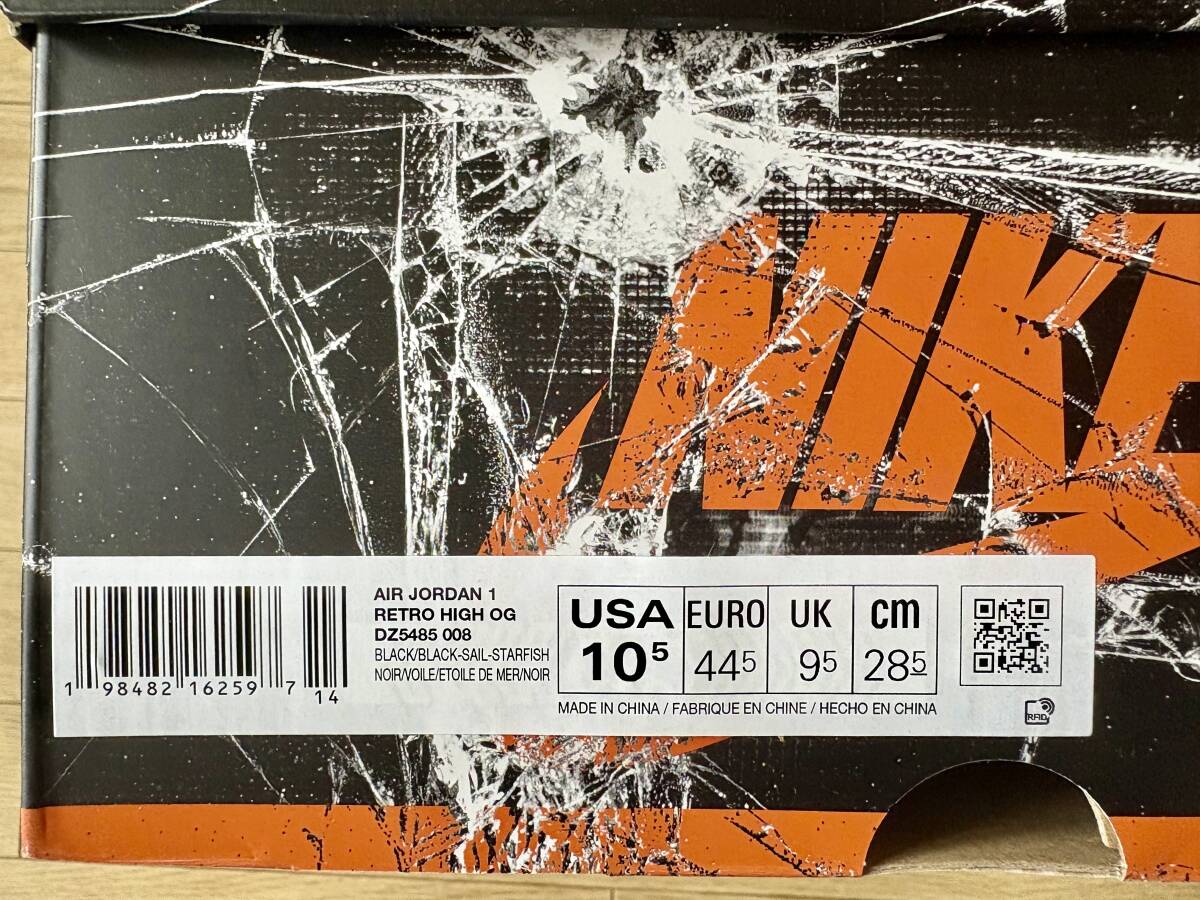 NIKE
AIR JORDAN 1
RETRO HIGH OG
DZ5485 008
BLACK/BLACK-SAIL-STARFISH
NOIR/VOILE/ETOILE DE MER/NOIR
1 98482 16259 7 14
USA EURO UK cm
10⁵ 44⁵ 9⁵ 28⁵
MADE IN CHINA / FABRIQUE EN CHINE / HECHO EN CHINA
RFID